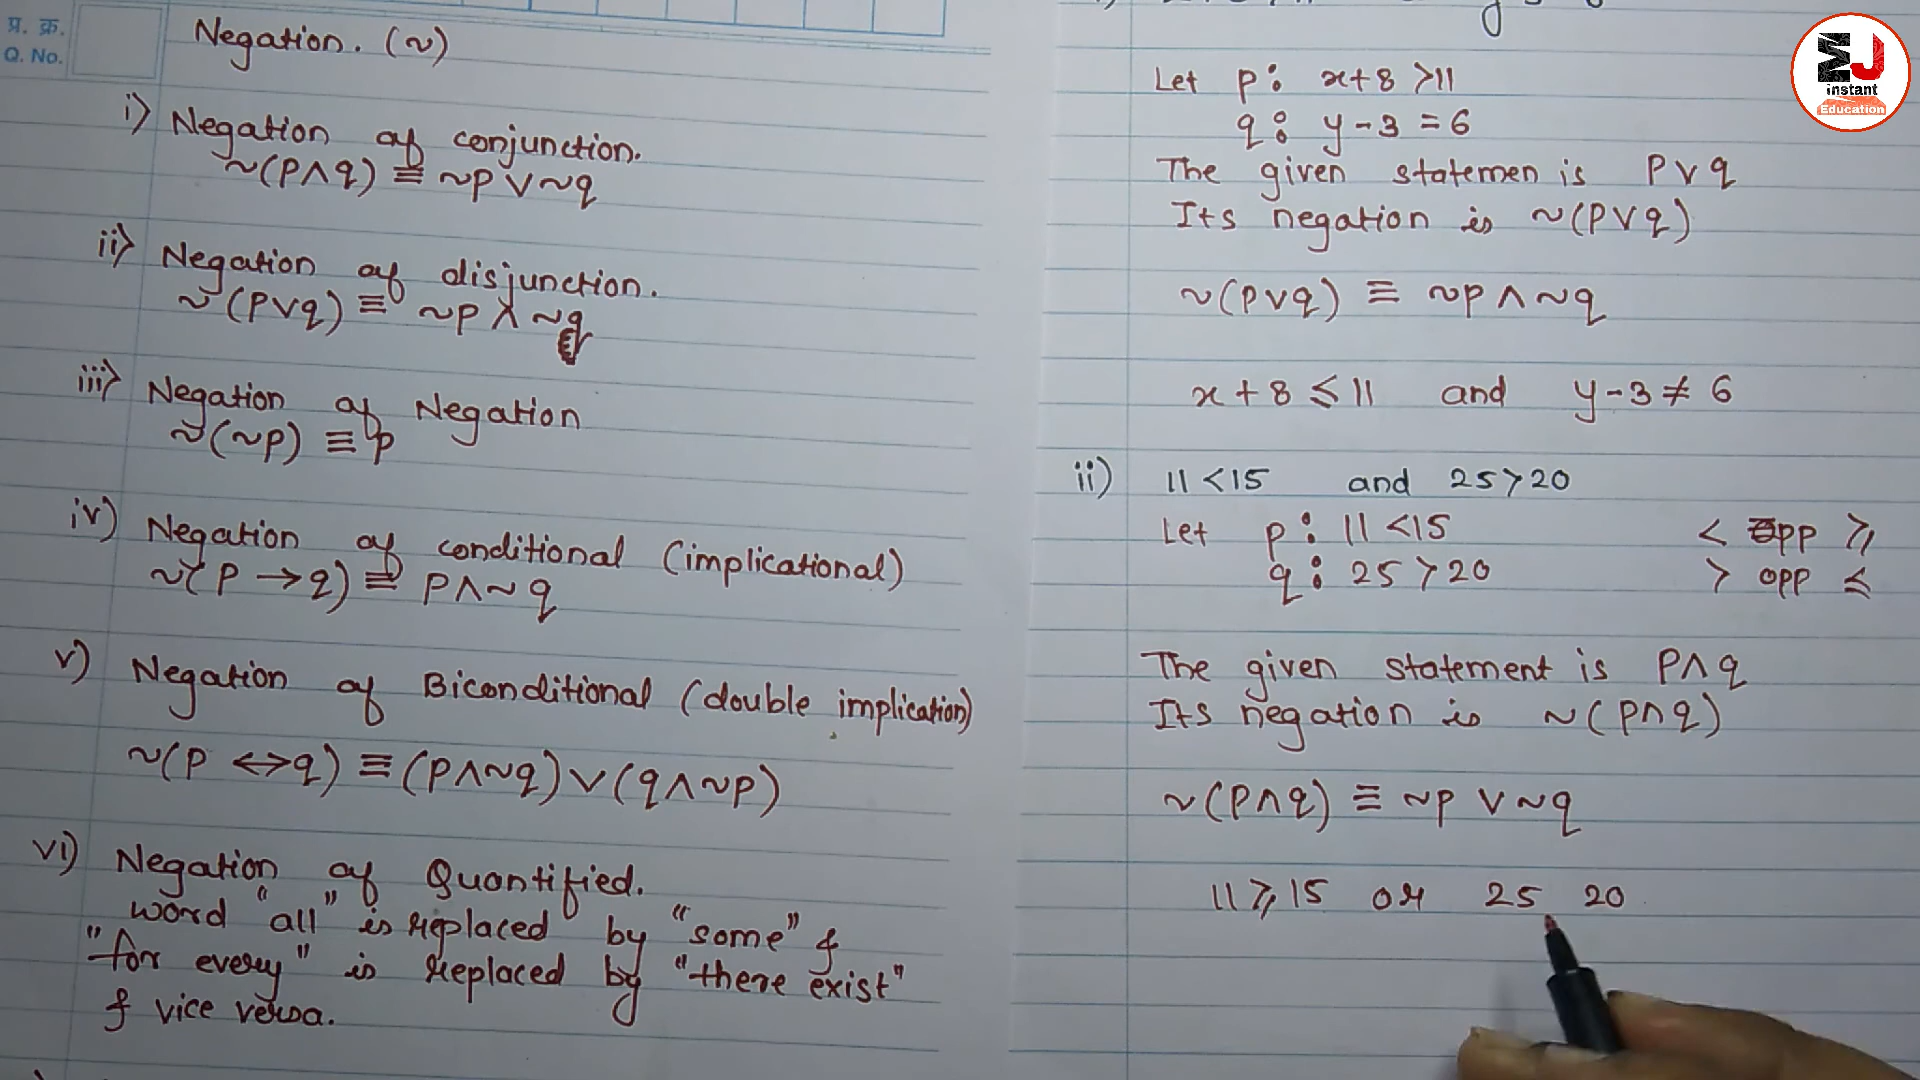 प्र. क्र.
Q. No.
Negation. (~)
i) Negation of conjunction.
~(p∧q) ≡ ~p ∨ ~q
ii) Negation of disjunction.
~(p∨q) ≡ ~p ∧ ~q
iii) Negation of Negation
~(~p) ≡ p
iv) Negation of conditional (implicational)
~(p → q) ≡ p∧~q
v) Negation of Biconditional (double implication)
~(p ↔ q) ≡ (p∧~q) ∨ (q∧~p)
vi) Negation of Quantified.
word "all" is replaced by "some" &
"for every" is replaced by "there exist"
& vice versa.
Let p: x+8 >11
q: y-3 = 6
The given statemen is p∨q
Its negation is ~(p∨q)
~(p∨q) ≡ ~p ∧ ~q
x+8 ⩽ 11 and y-3 ≠ 6
ii) 11 <15 and 25>20
Let p: 11 <15 < opp ⩾
q: 25 >20 > opp ⩽
The given statement is p∧q
Its negation is ~(p∧q)
~(p∧q) ≡ ~p ∨ ~q
11 ⩾ 15 or 25 20
MJ
instant
Education